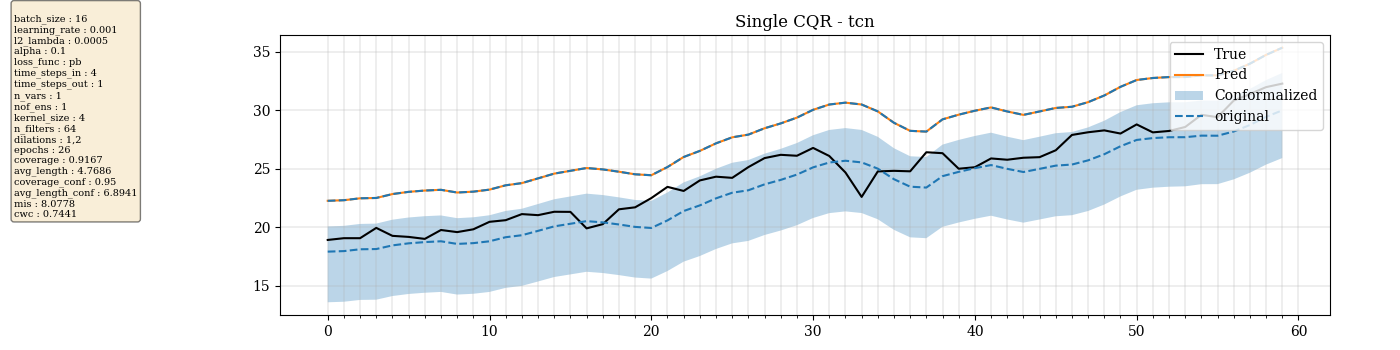 batch_size : 16
learning_rate : 0.001
l2_lambda : 0.0005
alpha : 0.1
loss_func : pb
time_steps_in : 4
time_steps_out : 1
n_vars : 1
nof_ens : 1
kernel_size : 4
n_filters : 64
dilations : 1,2
epochs : 26
coverage : 0.9167
avg_length : 4.7686
coverage_conf : 0.95
avg_length_conf : 6.8941
mis : 8.0778
cwc : 0.7441
Single CQR - tcn
True
Pred
Conformalized
original
35
30
25
20
15
0 10 20 30 40 50 60